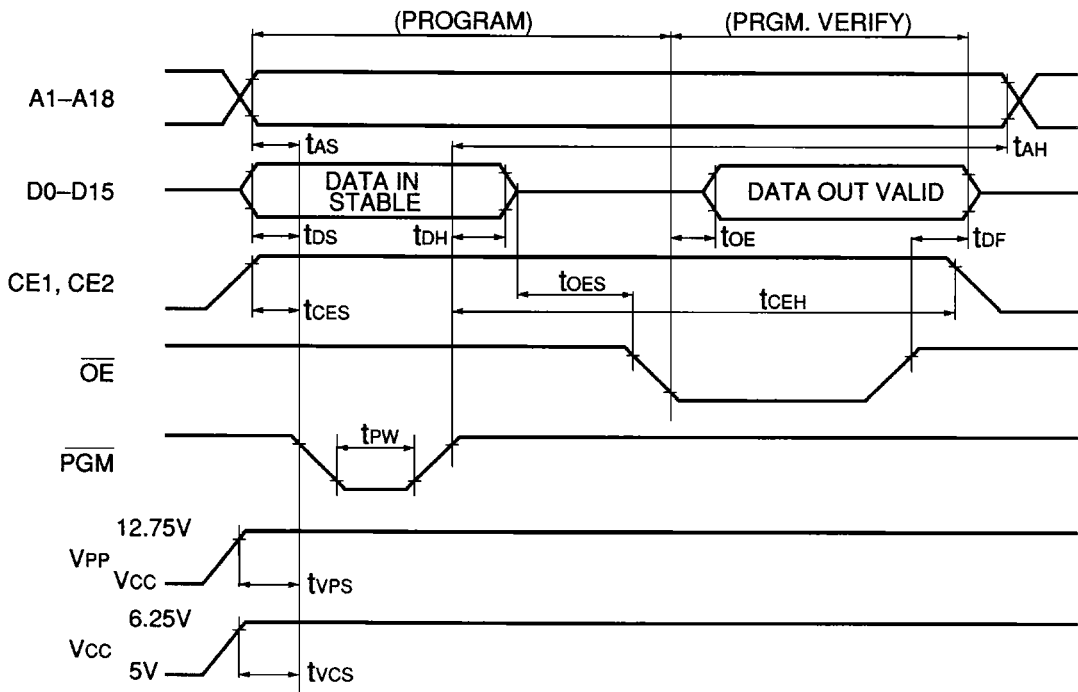 (PROGRAM) (PRGM. VERIFY)
A1–A18
tAS tAH
D0–D15 DATA IN STABLE DATA OUT VALID
tDS tDH tOE tDF
CE1, CE2
tCES tOES tCEH
OE
tPW
PGM
12.75V
VPP
VCC tVPS
6.25V
VCC
5V tVCS